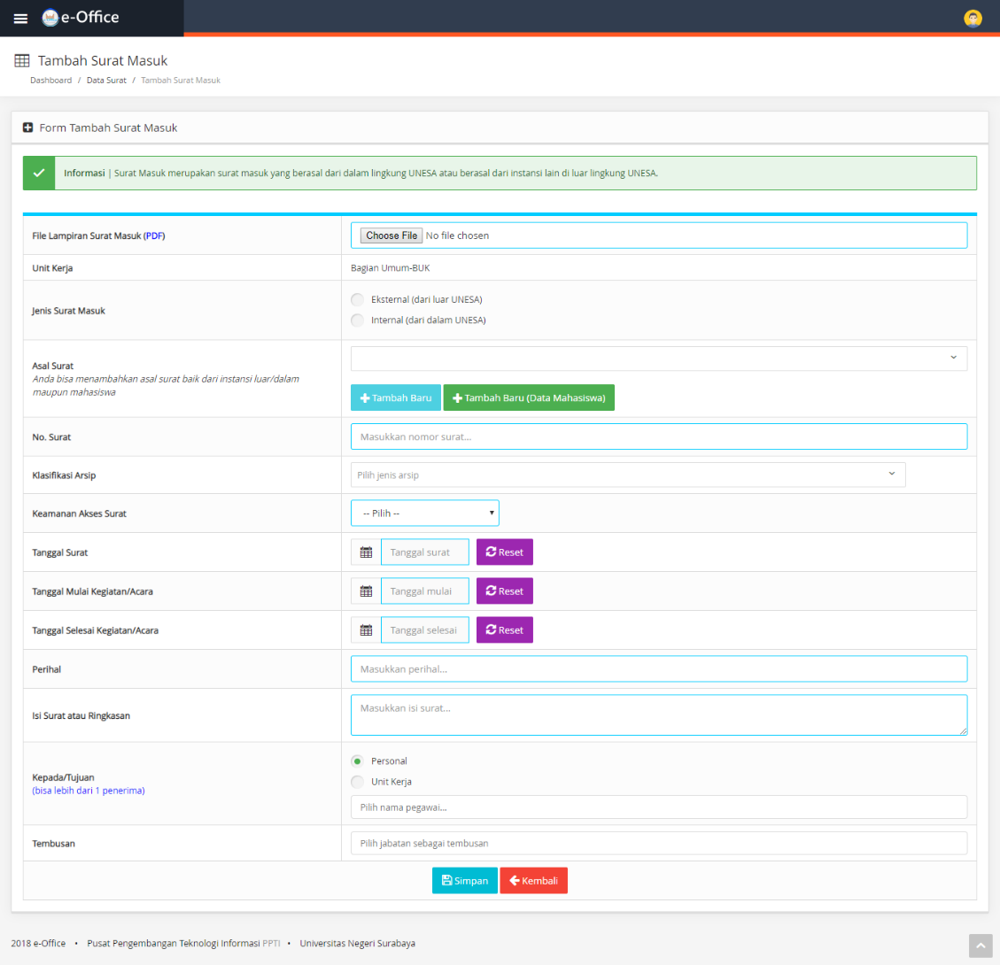 e-Office
Tambah Surat Masuk
Dashboard / Data Surat / Tambah Surat Masuk
Form Tambah Surat Masuk
Informasi | Surat Masuk merupakan surat masuk yang berasal dari dalam lingkung UNESA atau berasal dari instansi lain di luar lingkung UNESA.
File Lampiran Surat Masuk (PDF)
Choose File No file chosen
Unit Kerja
Bagian Umum-BUK
Jenis Surat Masuk
Eksternal (dari luar UNESA)
Internal (dari dalam UNESA)
Asal Surat
Anda bisa menambahkan asal surat baik dari instansi luar/dalam
maupun mahasiswa
Tambah Baru
Tambah Baru (Data Mahasiswa)
No. Surat
Masukkan nomor surat...
Klasifikasi Arsip
Pilih jenis arsip
Keamanan Akses Surat
-- Pilih --
Tanggal Surat
Tanggal surat
Reset
Tanggal Mulai Kegiatan/Acara
Tanggal mulai
Reset
Tanggal Selesai Kegiatan/Acara
Tanggal selesai
Reset
Perihal
Masukkan perihal...
Isi Surat atau Ringkasan
Masukkan isi surat...
Kepada/Tujuan
(bisa lebih dari 1 penerima)
Personal
Unit Kerja
Pilih nama pegawai...
Tembusan
Pilih jabatan sebagai tembusan
Simpan
Kembali
2018 e-Office • Pusat Pengembangan Teknologi Informasi PPTI • Universitas Negeri Surabaya